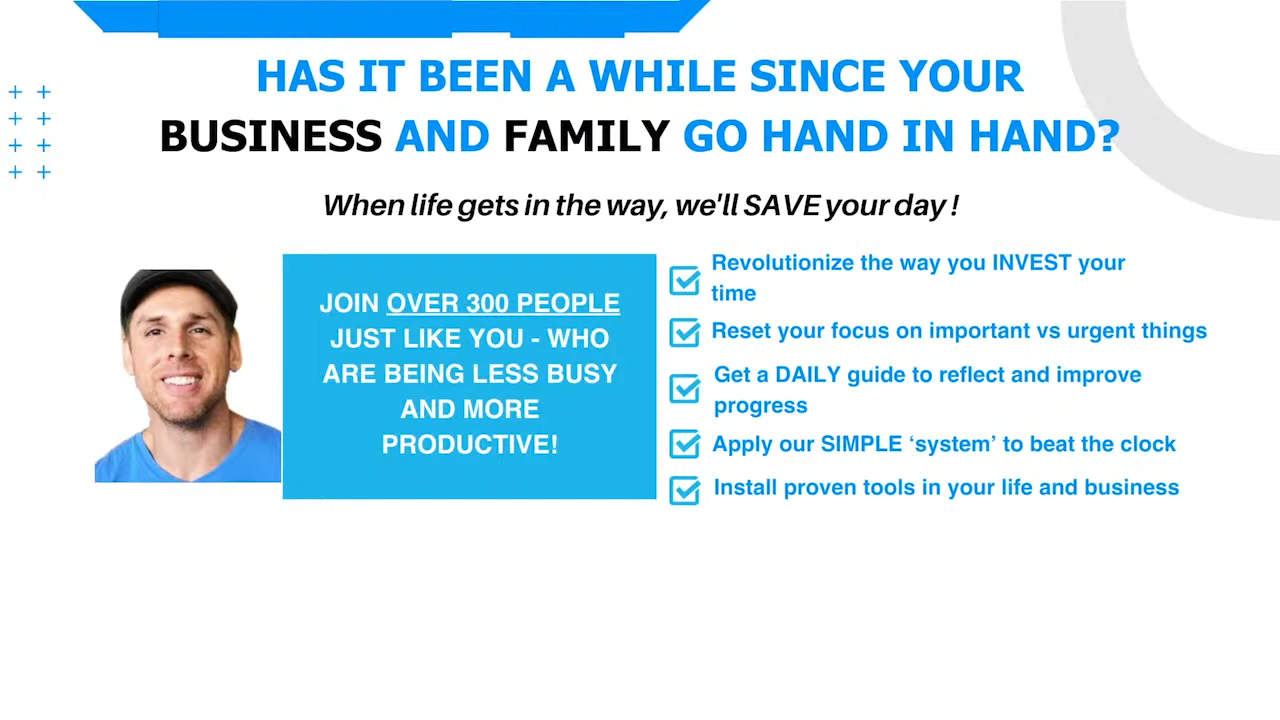 HAS IT BEEN A WHILE SINCE YOUR
BUSINESS AND FAMILY GO HAND IN HAND?
When life gets in the way, we'll SAVE your day !
JOIN OVER 300 PEOPLE
JUST LIKE YOU - WHO
ARE BEING LESS BUSY
AND MORE
PRODUCTIVE!
Revolutionize the way you INVEST your
time
Reset your focus on important vs urgent things
Get a DAILY guide to reflect and improve
progress
Apply our SIMPLE ‘system’ to beat the clock
Install proven tools in your life and business